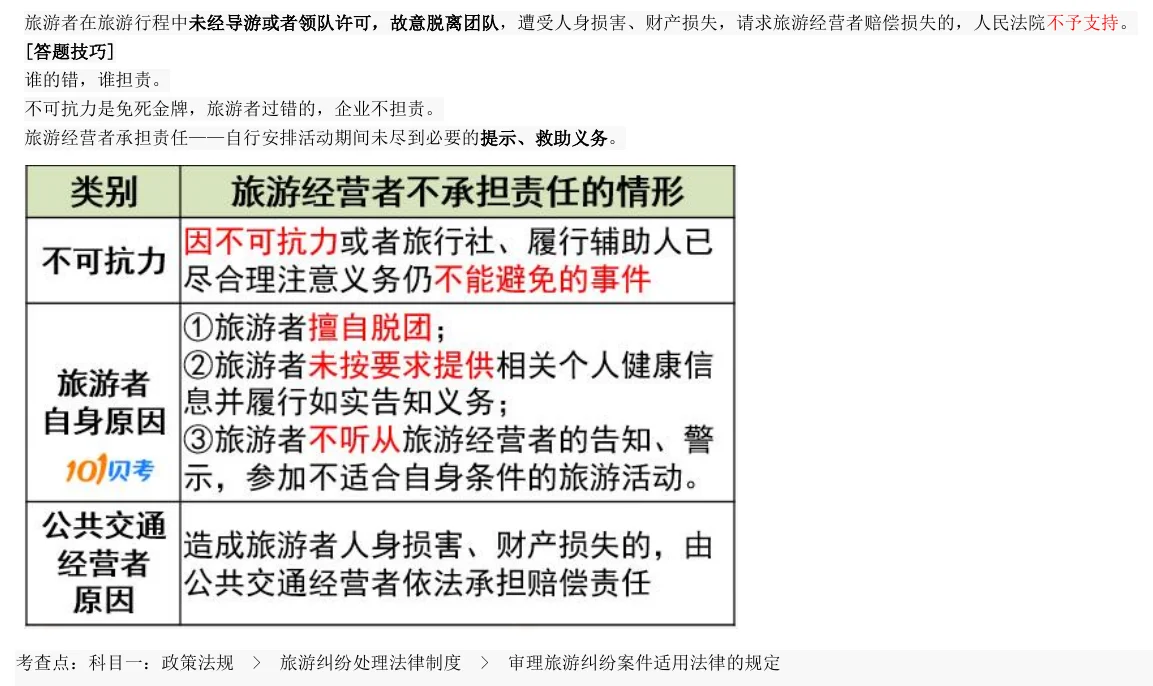 旅游者在旅游行程中未经导游或者领队许可，故意脱离团队，遭受人身损害、财产损失，请求旅游经营者赔偿损失的，人民法院不予支持。
[答题技巧]
谁的错，谁担责。
不可抗力是免死金牌，旅游者过错的，企业不担责。
旅游经营者承担责任——自行安排活动期间未尽到必要的提示、救助义务。
类别
旅游经营者不承担责任的情形
不可抗力
因不可抗力或者旅行社、履行辅助人已
尽合理注意义务仍不能避免的事件
旅游者
自身原因
101贝考
①旅游者擅自脱团；
②旅游者未按要求提供相关个人健康信
息并履行如实告知义务；
③旅游者不听从旅游经营者的告知、警
示，参加不适合自身条件的旅游活动。
公共交通
经营者
原因
造成旅游者人身损害、财产损失的，由
公共交通经营者依法承担赔偿责任
考查点：科目一：政策法规 > 旅游纠纷处理法律制度 > 审理旅游纠纷案件适用法律的规定